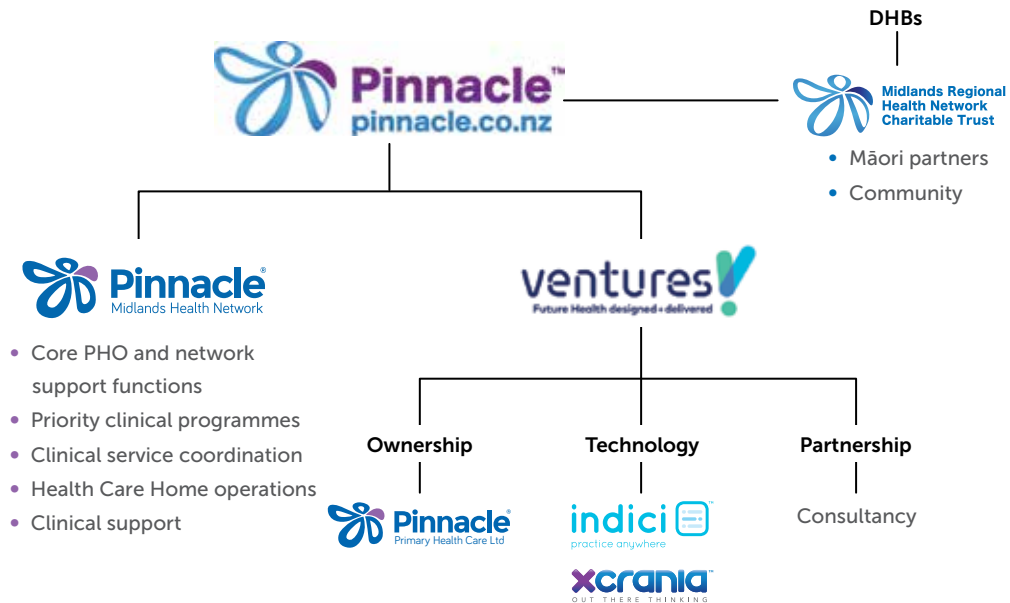 DHBs
Pinnacle™
pinnacle.co.nz
Midlands Regional
Health Network
Charitable Trust
• Māori partners
• Community
Pinnacle®
Midlands Health Network
ventures!
Future Health designed+delivered
• Core PHO and network
support functions
• Priority clinical programmes
• Clinical service coordination
• Health Care Home operations
• Clinical support
Ownership
Technology
Partnership
Pinnacle®
Primary Health Care Ltd
indici™
practice anywhere
Consultancy
xcrania™
OUT THERE THINKING